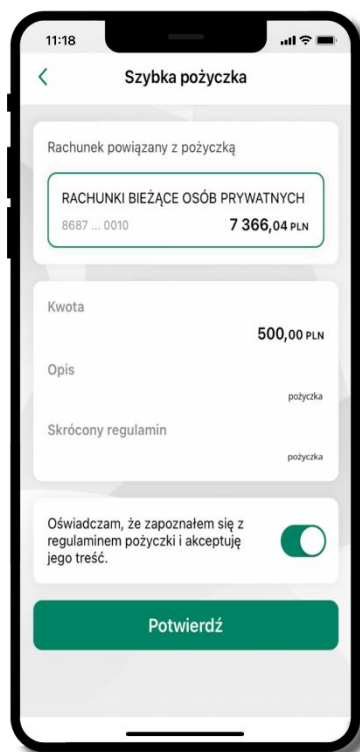 11:18
Szybka pożyczka
Rachunek powiązany z pożyczką
RACHUNKI BIEŻĄCE OSÓB PRYWATNYCH
8687 ... 0010 7 366,04 PLN
Kwota
500,00 PLN
Opis
pożyczka
Skrócony regulamin
pożyczka
Oświadczam, że zapoznałem się z
regulaminem pożyczki i akceptuję
jego treść.
Potwierdź